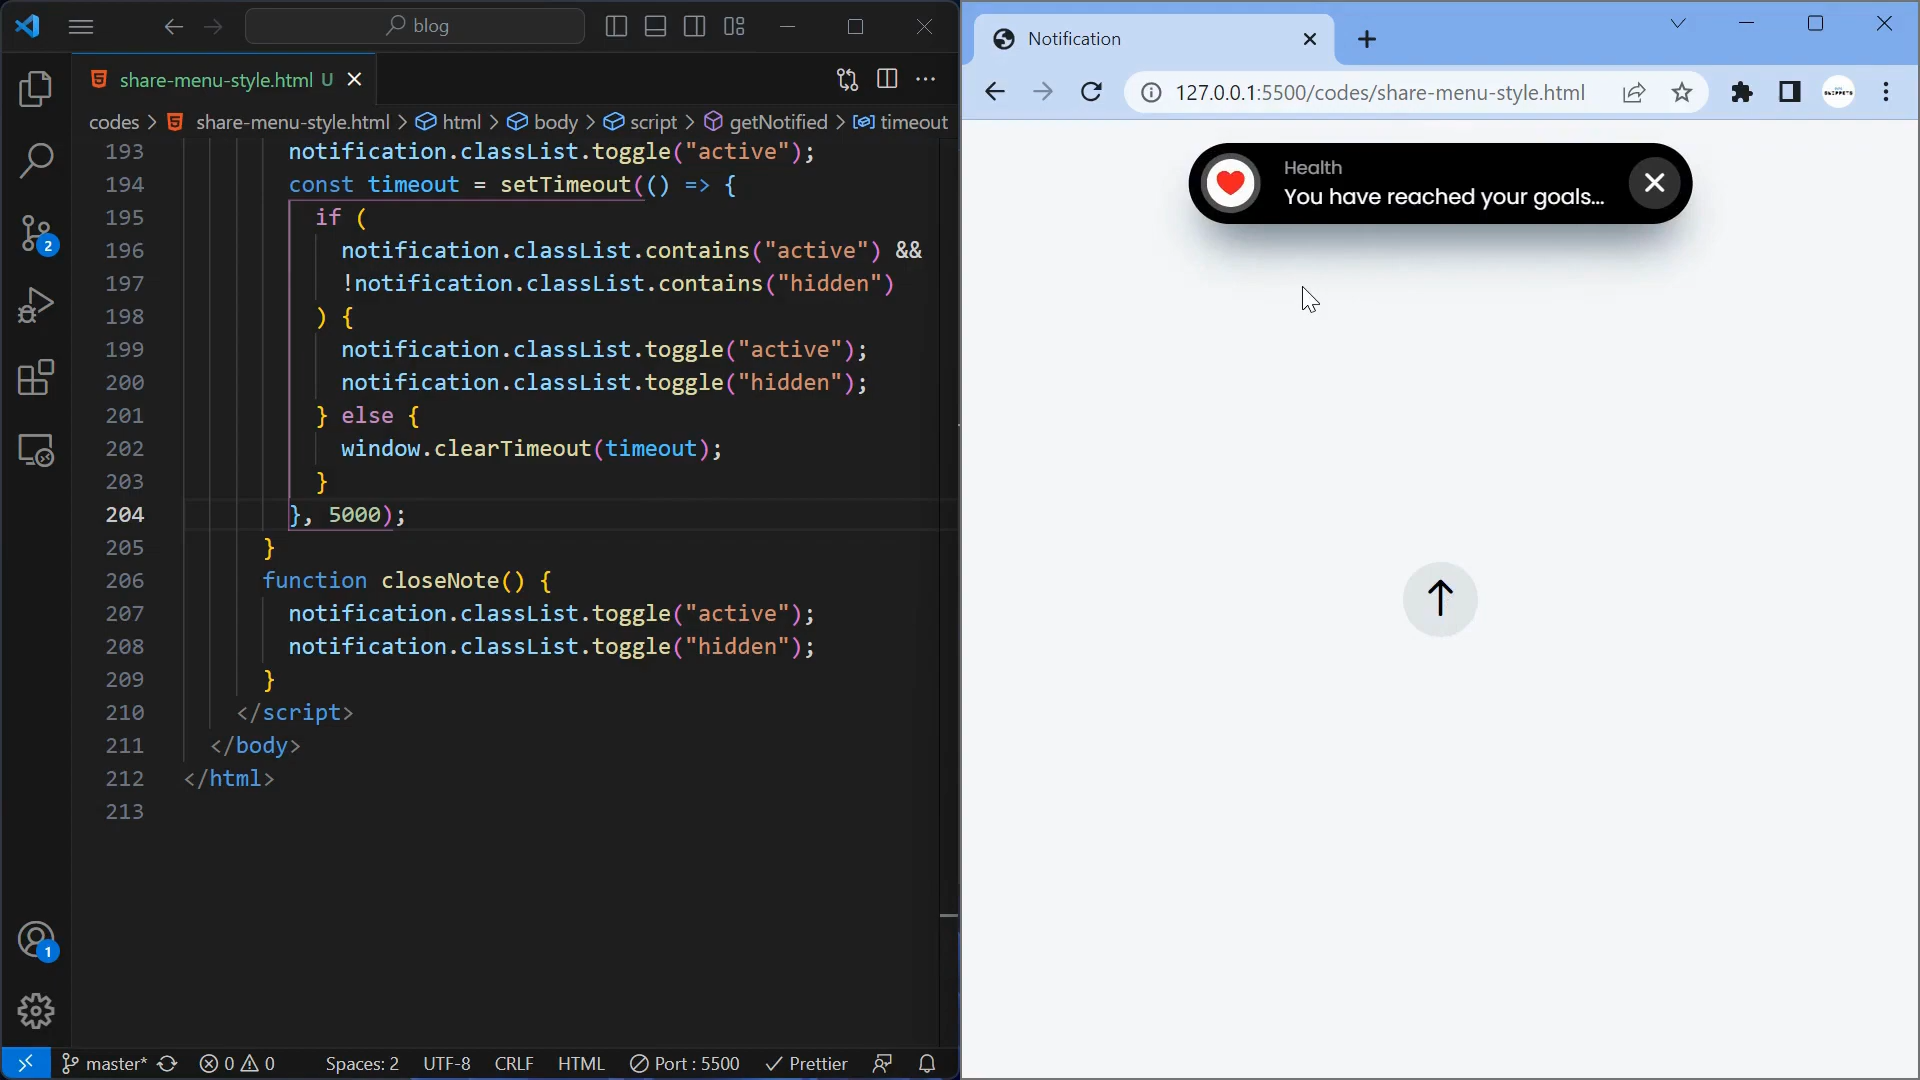 blog
share-menu-style.html U
codes > share-menu-style.html > html > body > script > getNotified > timeout
193 notification.classList.toggle("active");
194 const timeout = setTimeout(() => {
195 if (
196 notification.classList.contains("active") &&
197 !notification.classList.contains("hidden")
198 ) {
199 notification.classList.toggle("active");
200 notification.classList.toggle("hidden");
201 } else {
202 window.clearTimeout(timeout);
203 }
204 }, 5000);
205 }
206 function closeNote() {
207 notification.classList.toggle("active");
208 notification.classList.toggle("hidden");
209 }
210 </script>
211 </body>
212 </html>
213
2
1
master* 0 0 Spaces: 2 UTF-8 CRLF HTML Port : 5500 Prettier
Notification
127.0.0.1:5500/codes/share-menu-style.html
Health
You have reached your goals...